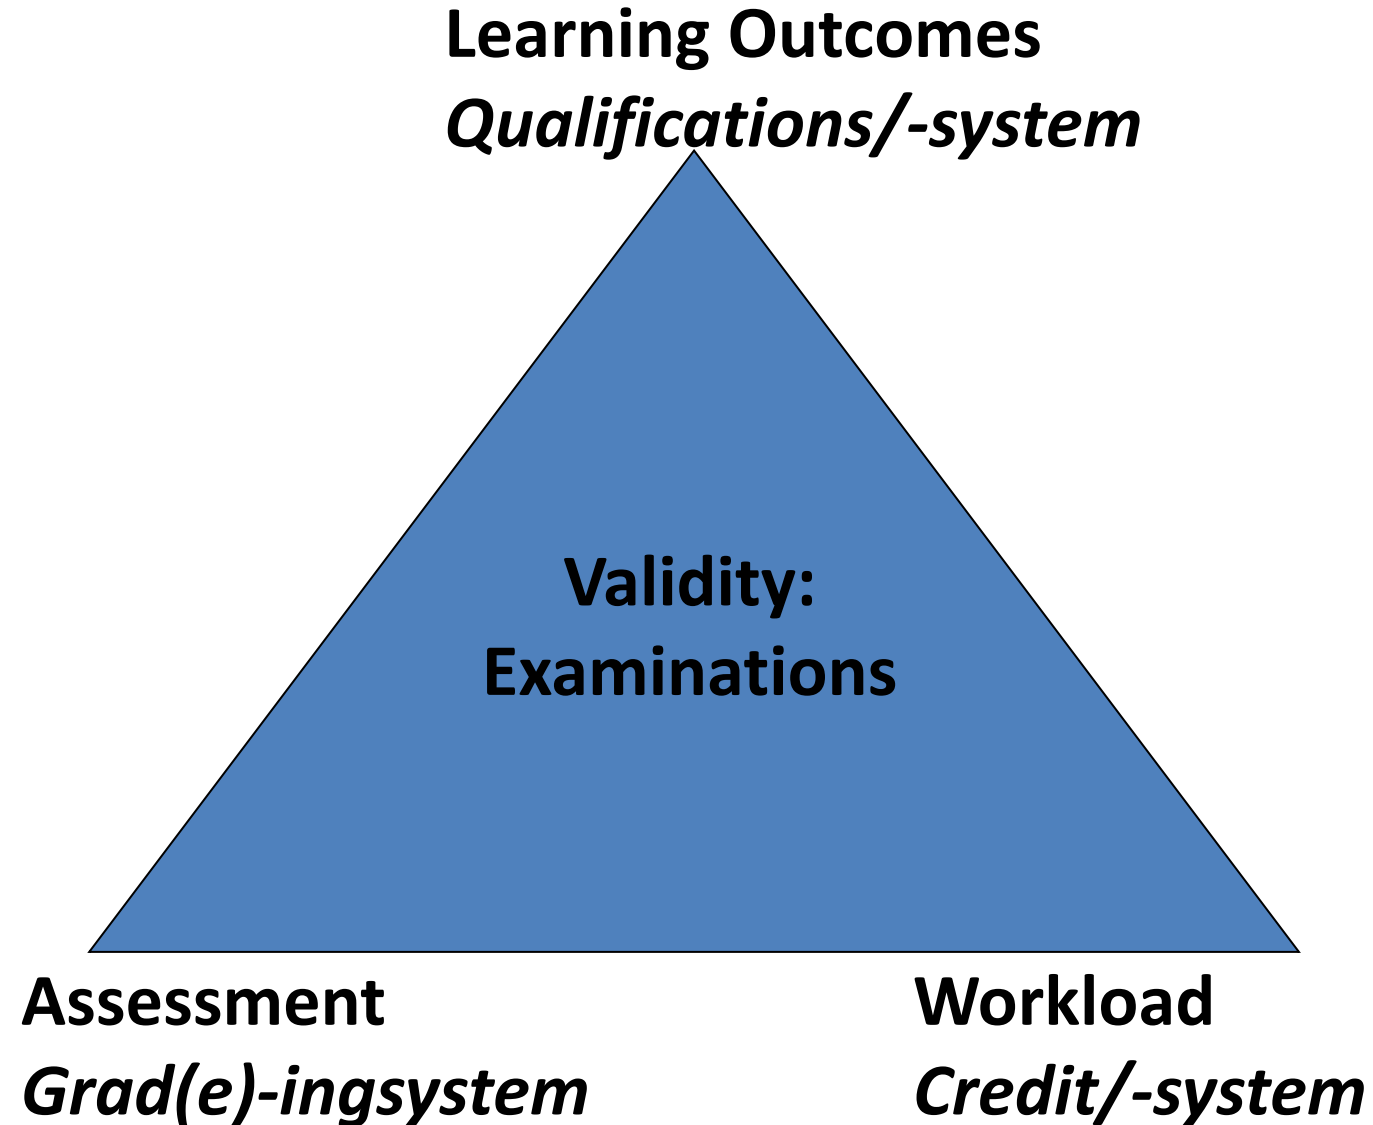 Learning Outcomes
Qualifications/-system
Validity:
Examinations
Assessment
Grad(e)-ingsystem
Workload
Credit/-system